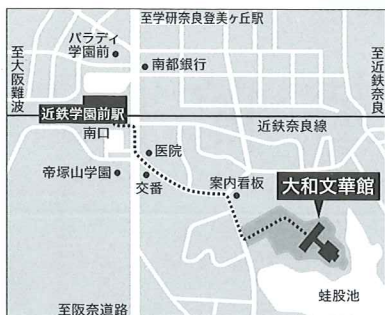 至学研奈良登美ヶ丘駅
パラディ
学園前
南都銀行
至大阪難波
至近鉄奈良
近鉄学園前駅
近鉄奈良線
南口
医院
帝塚山学園
交番
案内看板
大和文華館
蛙股池
至阪奈道路